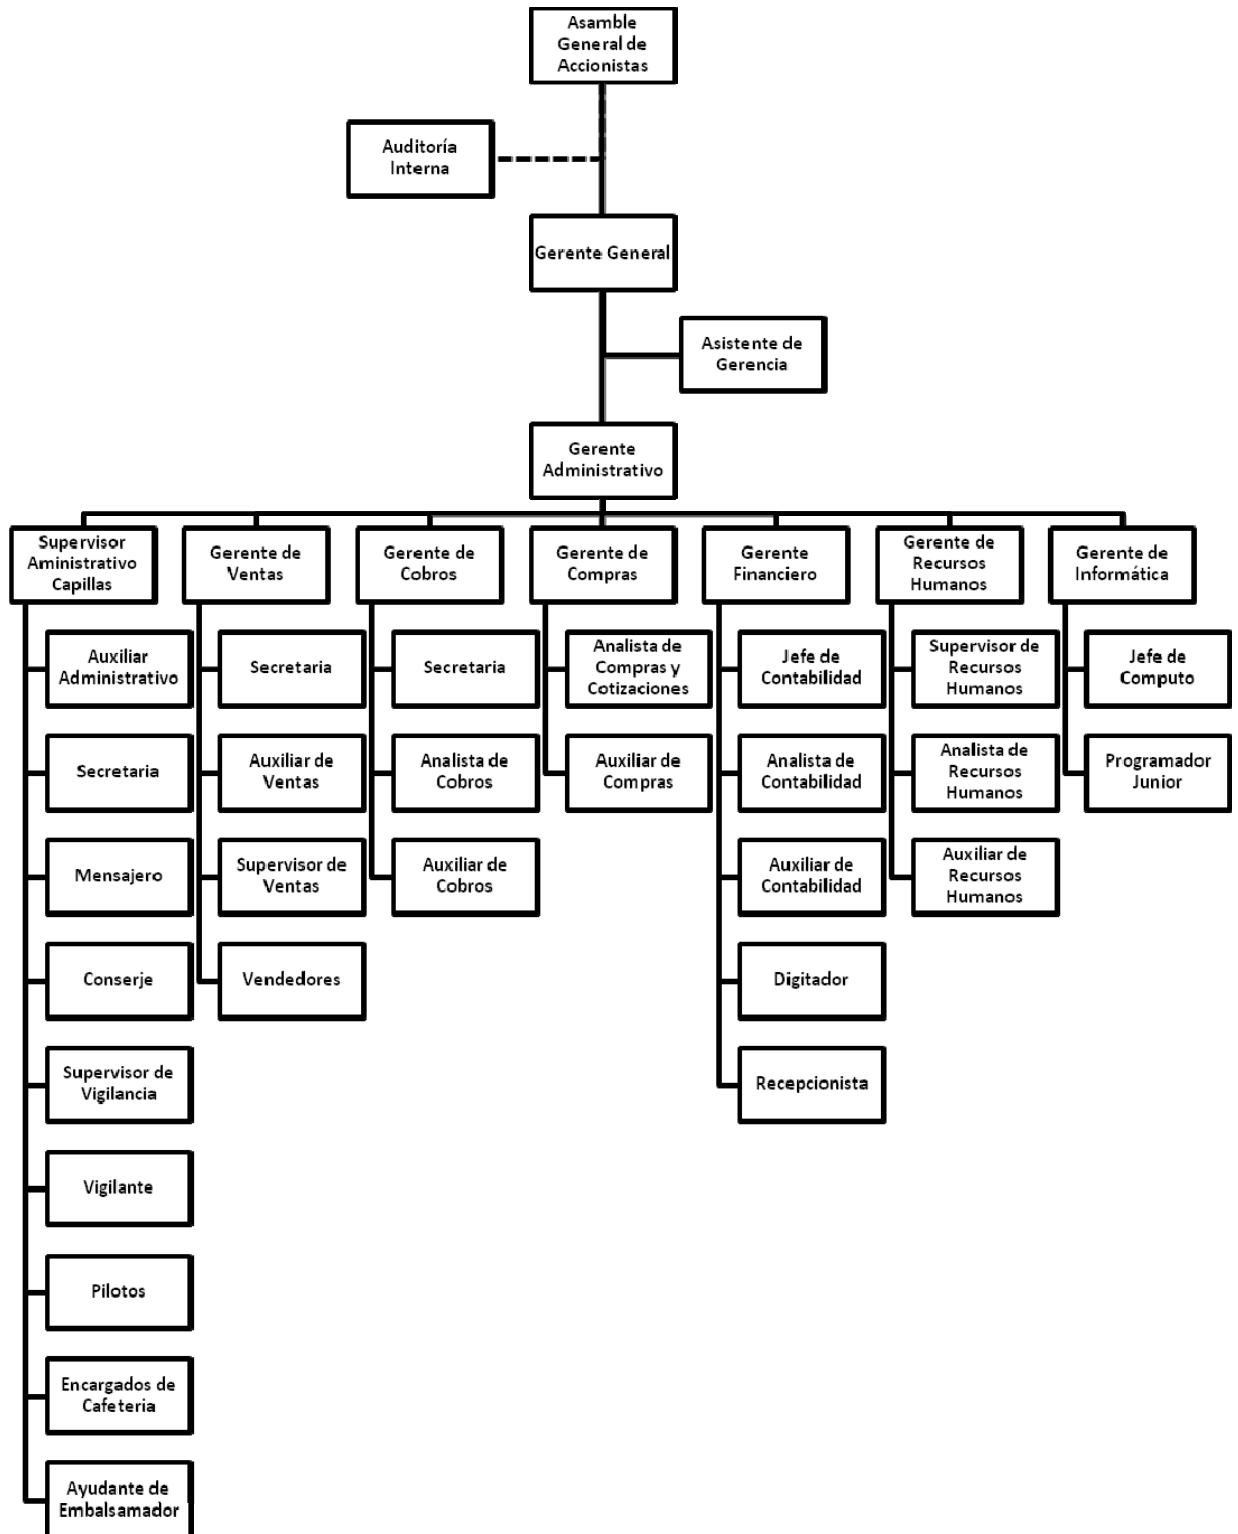 Asamble
General de
Accionistas
Auditoría
Interna
Gerente General
Asistente de
Gerencia
Gerente
Administrativo
Supervisor
Aministrativo
Capillas
Gerente de
Ventas
Gerente de
Cobros
Gerente de
Compras
Gerente
Financiero
Gerente de
Recursos
Humanos
Gerente de
Informática
Auxiliar
Administrativo
Secretaria
Secretaria
Analista de
Compras y
Cotizaciones
Jefe de
Contabilidad
Supervisor de
Recursos
Humanos
Jefe de
Computo
Secretaria
Auxiliar de
Ventas
Analista de
Cobros
Auxiliar de
Compras
Analista de
Contabilidad
Analista de
Recursos
Humanos
Programador
Junior
Mensajero
Supervisor de
Ventas
Auxiliar de
Cobros
Auxiliar de
Contabilidad
Auxiliar de
Recursos
Humanos
Conserje
Vendedores
Digitador
Supervisor de
Vigilancia
Recepcionista
Vigilante
Pilotos
Encargados de
Cafeteria
Ayudante de
Embalsamador